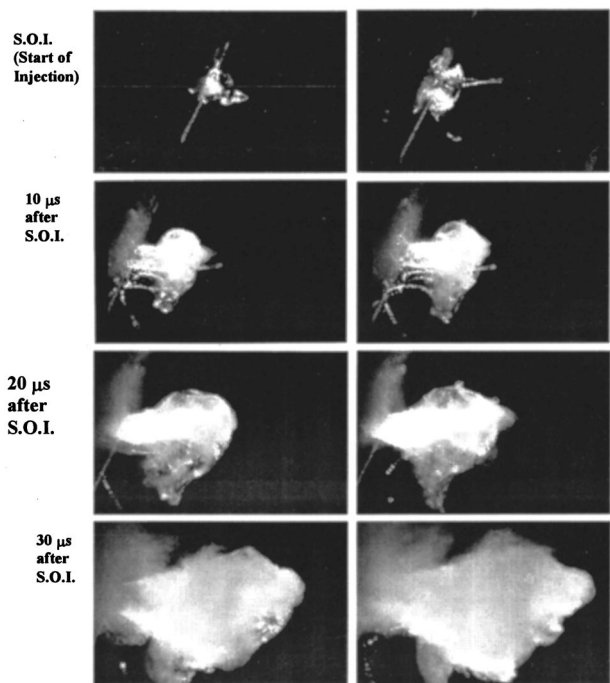 S.O.I.
(Start of
Injection)
10 µs
after
S.O.I.
20 µs
after
S.O.I.
30 µs
after
S.O.I.